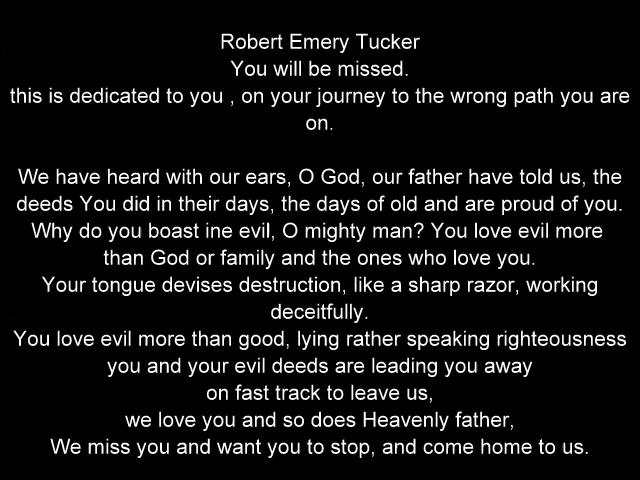 Robert Emery Tucker
You will be missed.
this is dedicated to you , on your journey to the wrong path you are
on.
We have heard with our ears, O God, our father have told us, the
deeds You did in their days, the days of old and are proud of you.
Why do you boast ine evil, O mighty man? You love evil more
than God or family and the ones who love you.
Your tongue devises destruction, like a sharp razor, working
deceitfully.
You love evil more than good, lying rather speaking righteousness
you and your evil deeds are leading you away
on fast track to leave us,
we love you and so does Heavenly father,
We miss you and want you to stop, and come home to us.